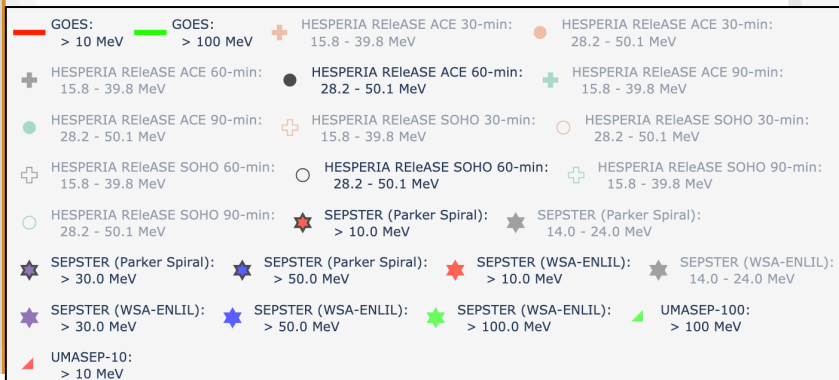 GOES: GOES: HESPERIA REleASE ACE 30-min: HESPERIA REleASE ACE 30-min:
> 10 MeV > 100 MeV 15.8 - 39.8 MeV 28.2 - 50.1 MeV
HESPERIA REleASE ACE 60-min: HESPERIA REleASE ACE 60-min: HESPERIA REleASE ACE 90-min:
15.8 - 39.8 MeV 28.2 - 50.1 MeV 15.8 - 39.8 MeV
HESPERIA REleASE ACE 90-min: HESPERIA REleASE SOHO 30-min: HESPERIA REleASE SOHO 30-min:
28.2 - 50.1 MeV 15.8 - 39.8 MeV 28.2 - 50.1 MeV
HESPERIA REleASE SOHO 60-min: HESPERIA REleASE SOHO 60-min: HESPERIA REleASE SOHO 90-min:
15.8 - 39.8 MeV 28.2 - 50.1 MeV 15.8 - 39.8 MeV
HESPERIA REleASE SOHO 90-min: SEPSTER (Parker Spiral): SEPSTER (Parker Spiral):
28.2 - 50.1 MeV > 10.0 MeV 14.0 - 24.0 MeV
SEPSTER (Parker Spiral): SEPSTER (Parker Spiral): SEPSTER (WSA-ENLIL): SEPSTER (WSA-ENLIL):
> 30.0 MeV > 50.0 MeV > 10.0 MeV 14.0 - 24.0 MeV
SEPSTER (WSA-ENLIL): SEPSTER (WSA-ENLIL): SEPSTER (WSA-ENLIL): UMASEP-100:
> 30.0 MeV > 50.0 MeV > 100.0 MeV > 100 MeV
UMASEP-10:
> 10 MeV